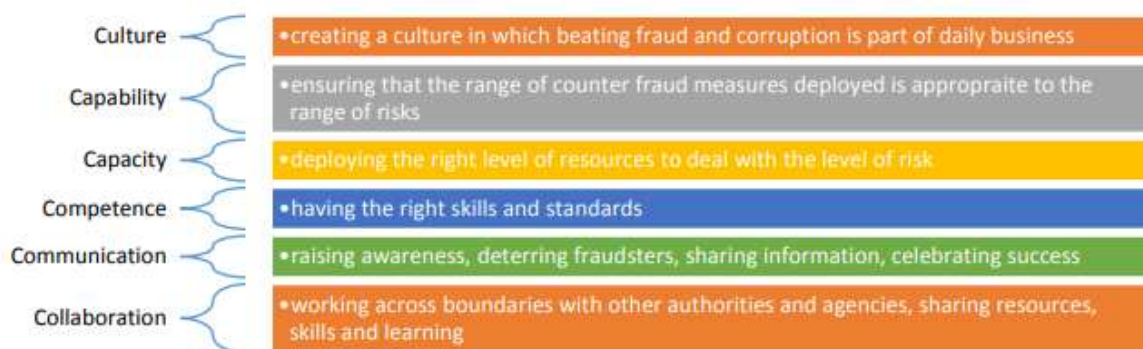 Culture
•creating a culture in which beating fraud and corruption is part of daily business
Capability
•ensuring that the range of counter fraud measures deployed is appropraite to the
range of risks
Capacity
•deploying the right level of resources to deal with the level of risk
Competence
•having the right skills and standards
Communication
•raising awareness, deterring fraudsters, sharing information, celebrating success
Collaboration
•working across boundaries with other authorities and agencies, sharing resources,
skills and learning